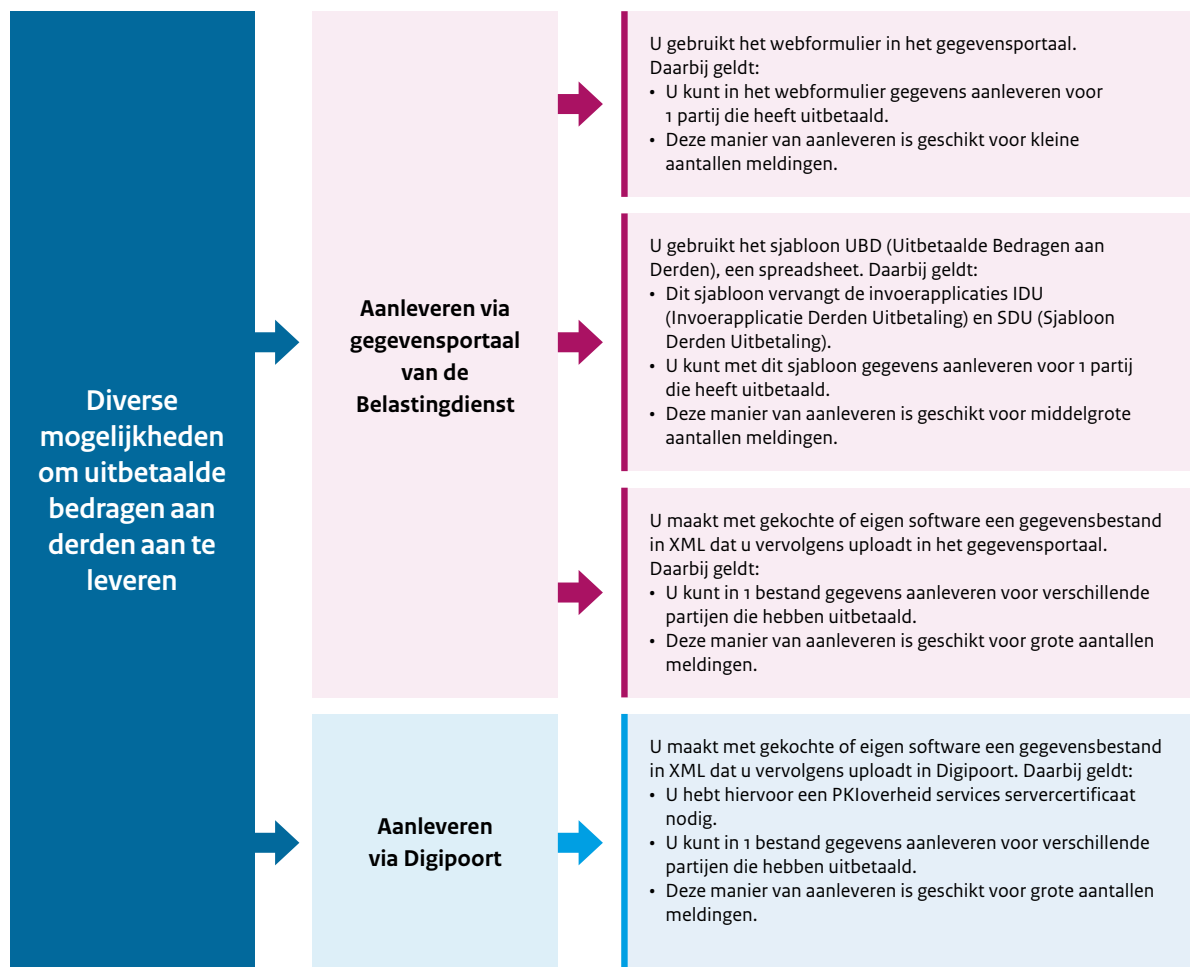 Diverse
mogelijkheden
om uitbetaalde
bedragen aan
derden aan te
leveren
Aanleveren via
gegevensportaal
van de
Belastingdienst
U gebruikt het webformulier in het gegevensportaal.
Daarbij geldt:
• U kunt in het webformulier gegevens aanleveren voor
1 partij die heeft uitbetaald.
• Deze manier van aanleveren is geschikt voor kleine
aantallen meldingen.
U gebruikt het sjabloon UBD (Uitbetaalde Bedragen aan
Derden), een spreadsheet. Daarbij geldt:
• Dit sjabloon vervangt de invoerapplicaties IDU
(Invoerapplicatie Derden Uitbetaling) en SDU (Sjabloon
Derden Uitbetaling).
• U kunt met dit sjabloon gegevens aanleveren voor 1 partij
die heeft uitbetaald.
• Deze manier van aanleveren is geschikt voor middelgrote
aantallen meldingen.
U maakt met gekochte of eigen software een gegevensbestand
in XML dat u vervolgens uploadt in het gegevensportaal.
Daarbij geldt:
• U kunt in 1 bestand gegevens aanleveren voor verschillende
partijen die hebben uitbetaald.
• Deze manier van aanleveren is geschikt voor grote aantallen
meldingen.
Aanleveren
via Digipoort
U maakt met gekochte of eigen software een gegevensbestand
in XML dat u vervolgens uploadt in Digipoort. Daarbij geldt:
• U hebt hiervoor een PKIoverheid services servercertificaat
nodig.
• U kunt in 1 bestand gegevens aanleveren voor verschillende
partijen die hebben uitbetaald.
• Deze manier van aanleveren is geschikt voor grote aantallen
meldingen.